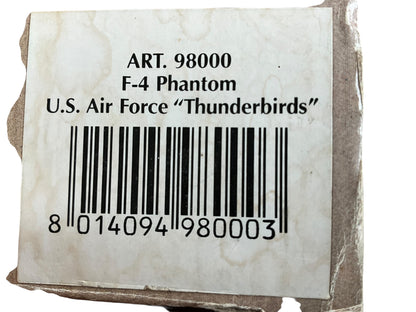 ART. 98000
F-4 Phantom
U.S. Air Force “Thunderbirds”
8 014094 980003